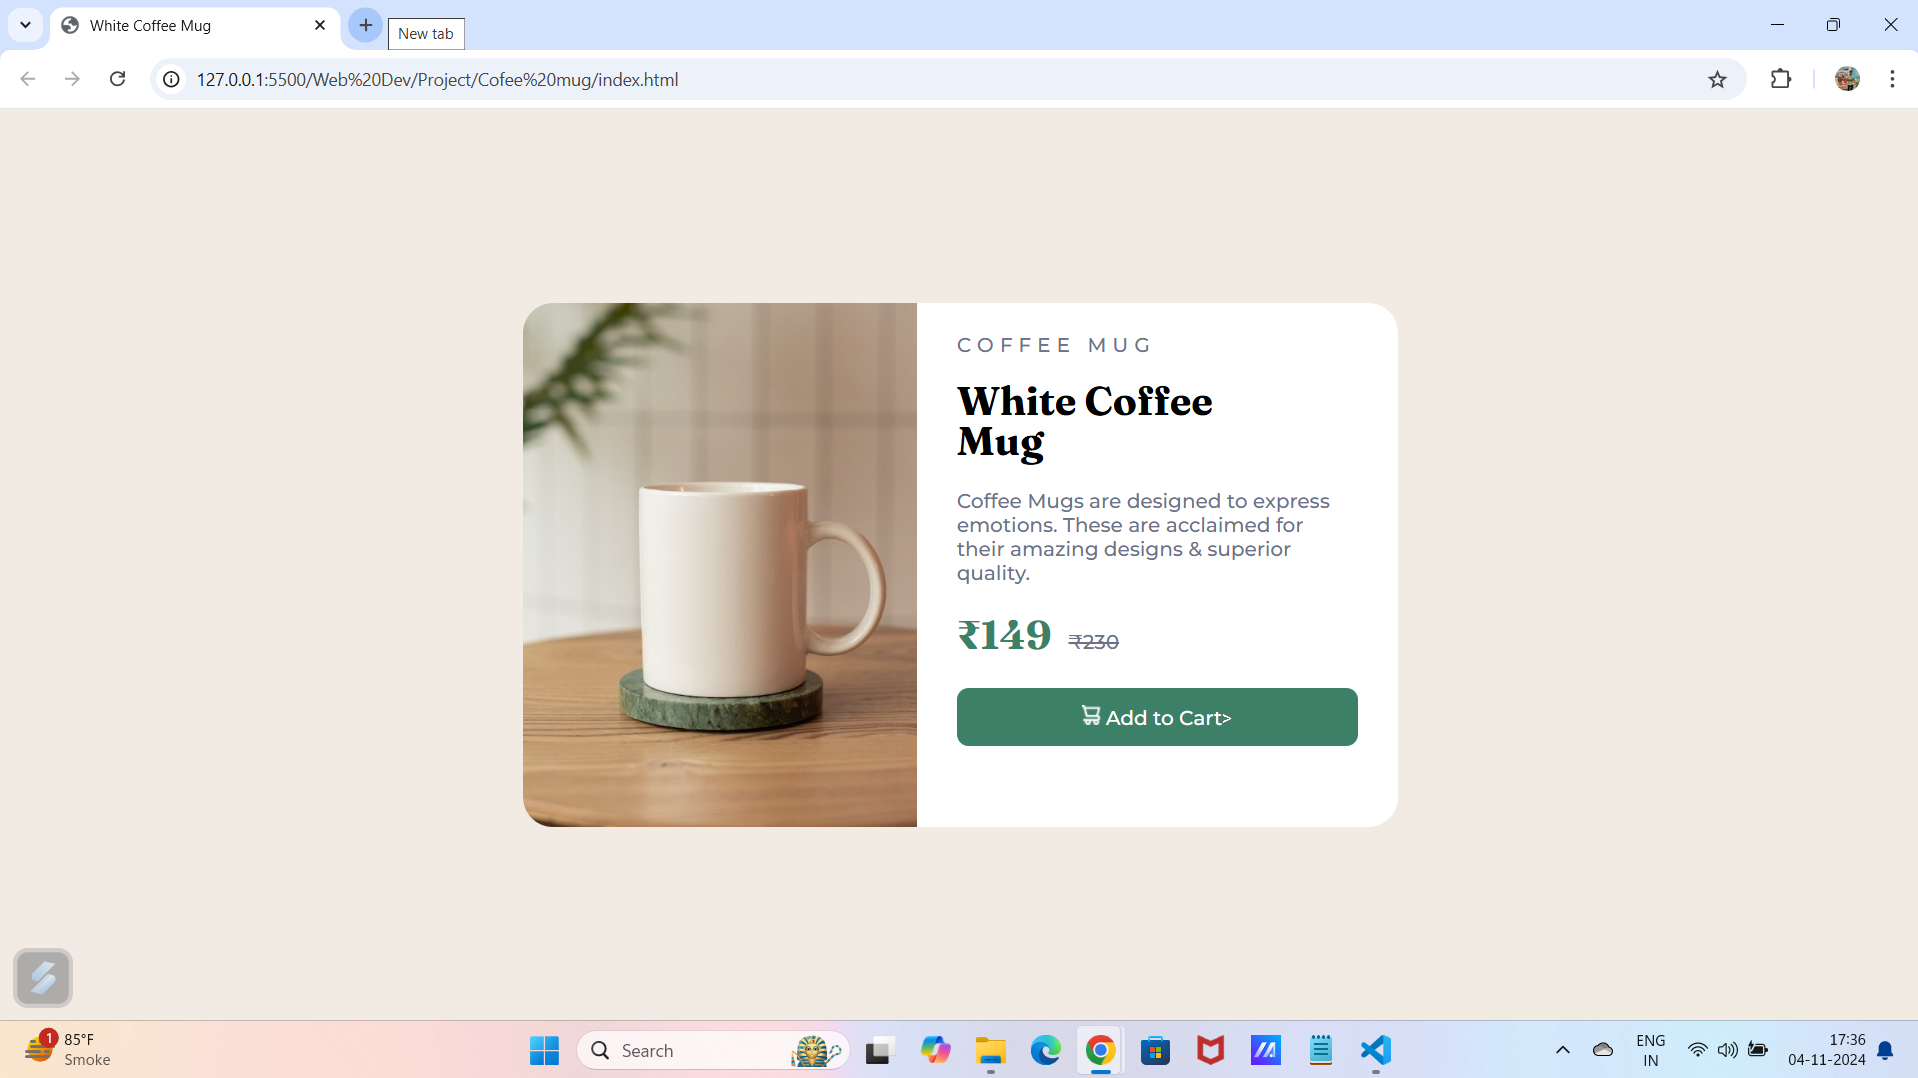 White Coffee Mug
New tab
127.0.0.1:5500/Web%20Dev/Project/Cofee%20mug/index.html
COFFEE MUG
White Coffee
Mug
Coffee Mugs are designed to express
emotions. These are acclaimed for
their amazing designs & superior
quality.
₹149 ₹230
Add to Cart>
1
85°F
Smoke
Search
ENG
IN
17:36
04-11-2024